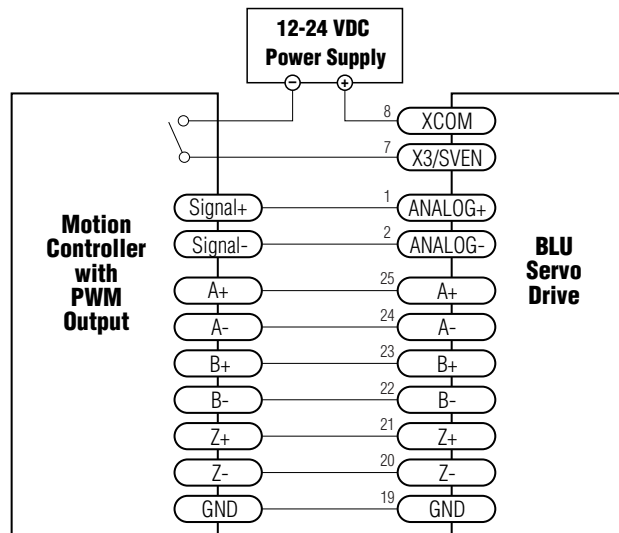 12-24 VDC
Power Supply
− +
8 XCOM
7 X3/SVEN
Signal+ 1 ANALOG+
Signal- 2 ANALOG-
Motion
Controller
with
PWM
Output
BLU
Servo
Drive
A+ 25 A+
A- 24 A-
B+ 23 B+
B- 22 B-
Z+ 21 Z+
Z- 20 Z-
GND 19 GND